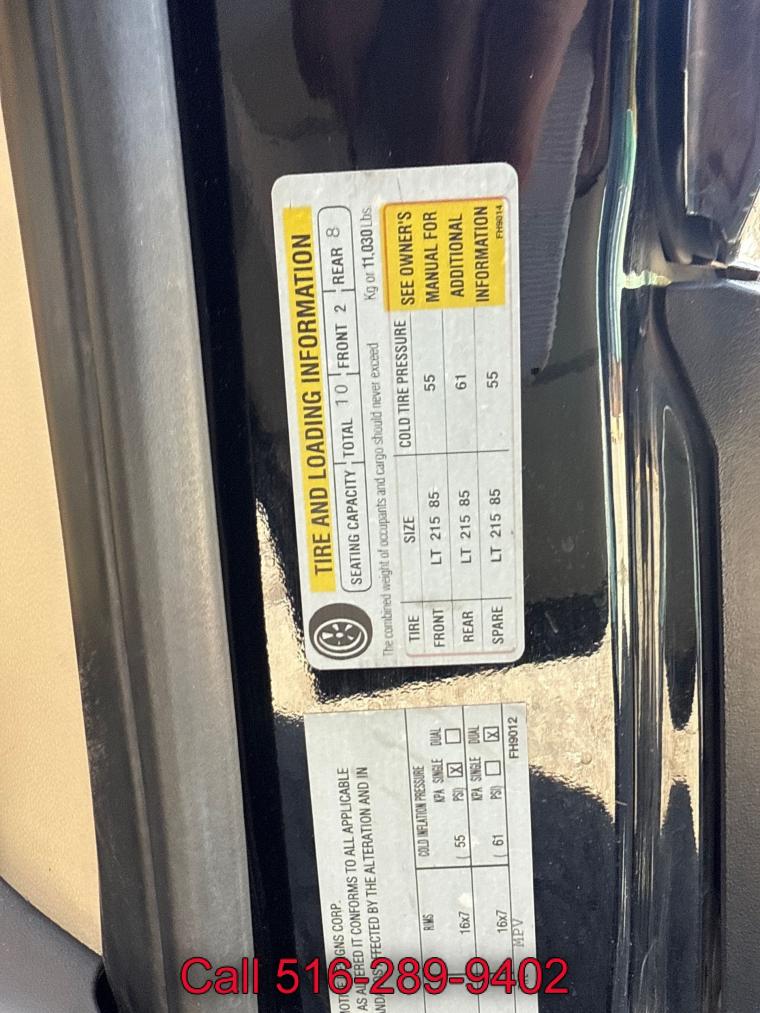 TIRE AND LOADING INFORMATION
SEATING CAPACITY TOTAL 10 FRONT 2 REAR 8
The combined weight of occupants and cargo should never exceed Kg or 11,030 Lbs
TIRE SIZE COLD TIRE PRESSURE SEE OWNER'S
FRONT LT 215 85 55 MANUAL FOR
REAR LT 215 85 61 ADDITIONAL
SPARE LT 215 85 55 INFORMATION
FH9014
GNS CORP.
AS ALTERED IT CONFORMS TO ALL APPLICABLE
BY THE ALTERATION AND IN
RIMS COLD INFLATION PRESSURE
KPA SINGLE DUAL
16x7 ( 55 PSI) X
KPA SINGLE DUAL
16x7 ( 61 PSI) X
MPV FH9012
Call 516-289-9402